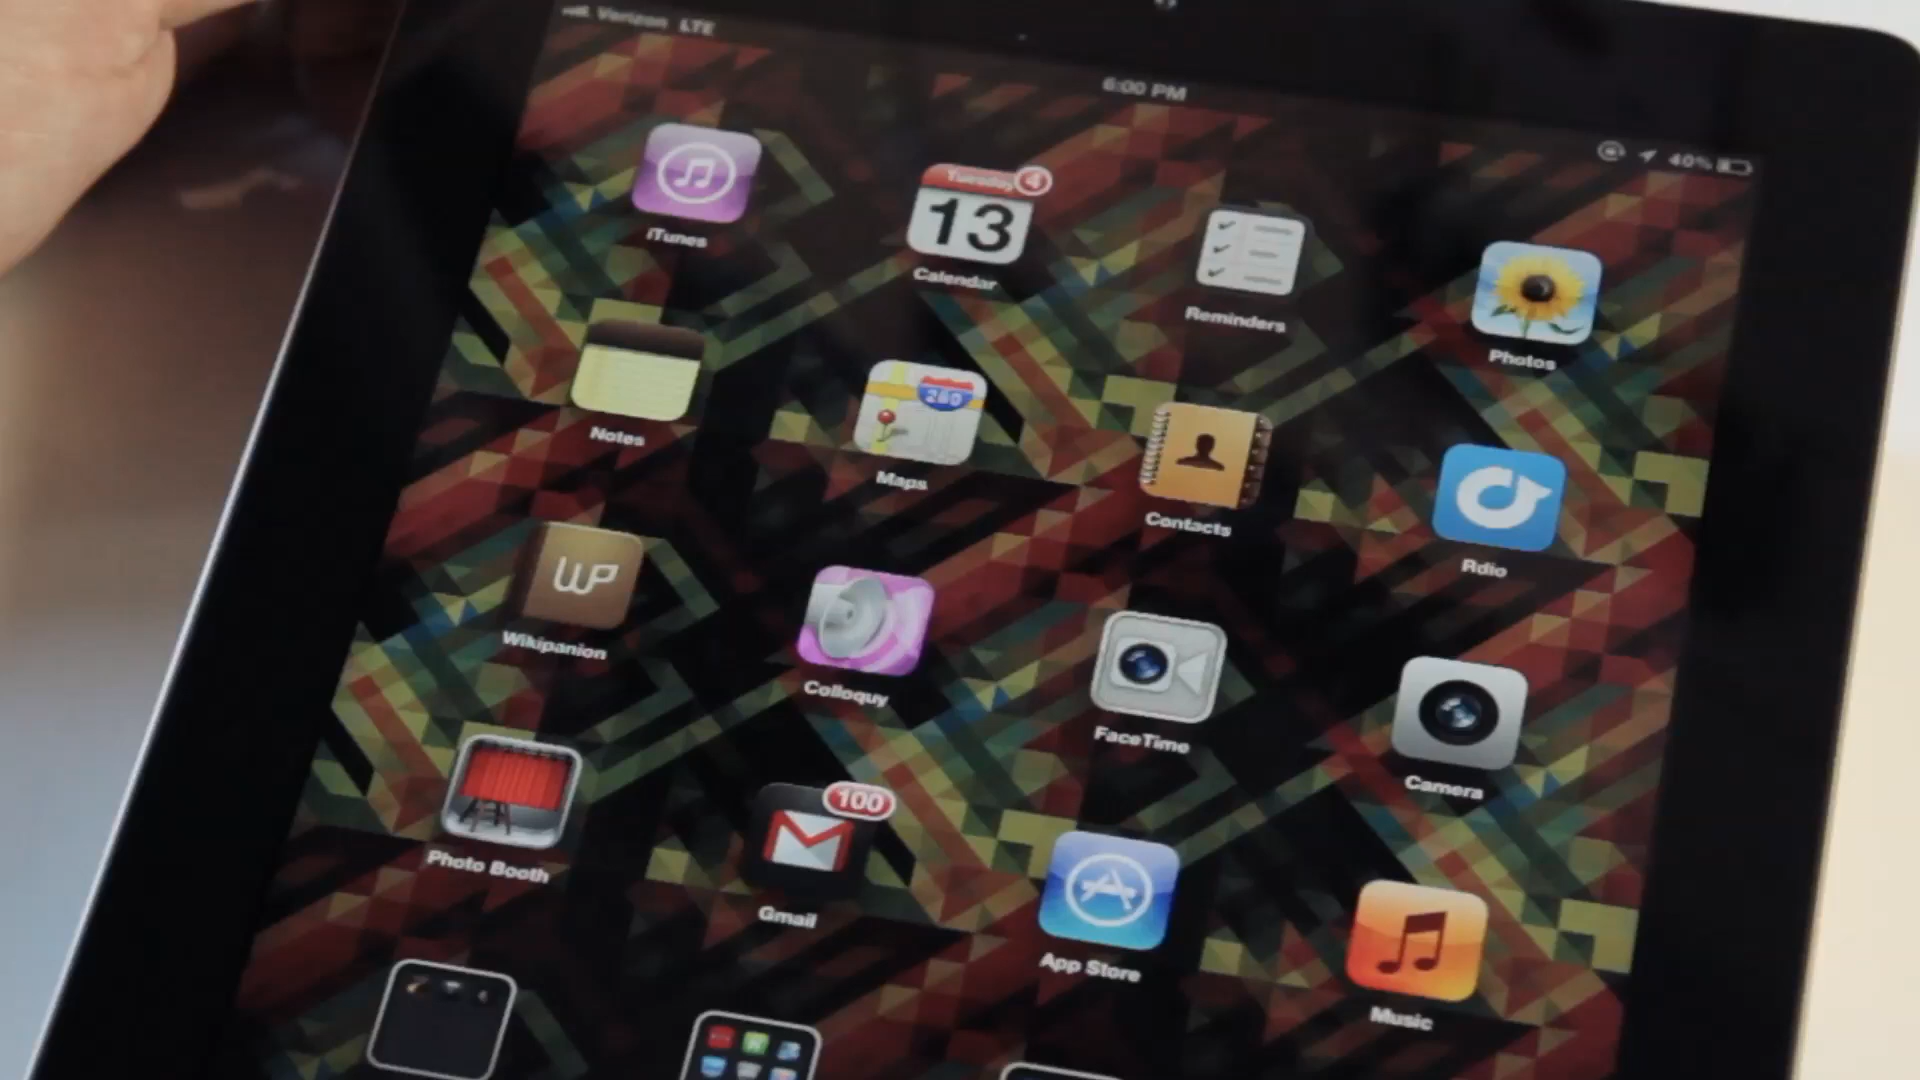 Verizon LTE
6:00 PM
40%
Tuesday 4
13
iTunes
Calendar
Reminders
Photos
280
Notes
Maps
Contacts
Rdio
WP
Wikipanion
Colloquy
FaceTime
Camera
100
Photo Booth
Gmail
App Store
Music